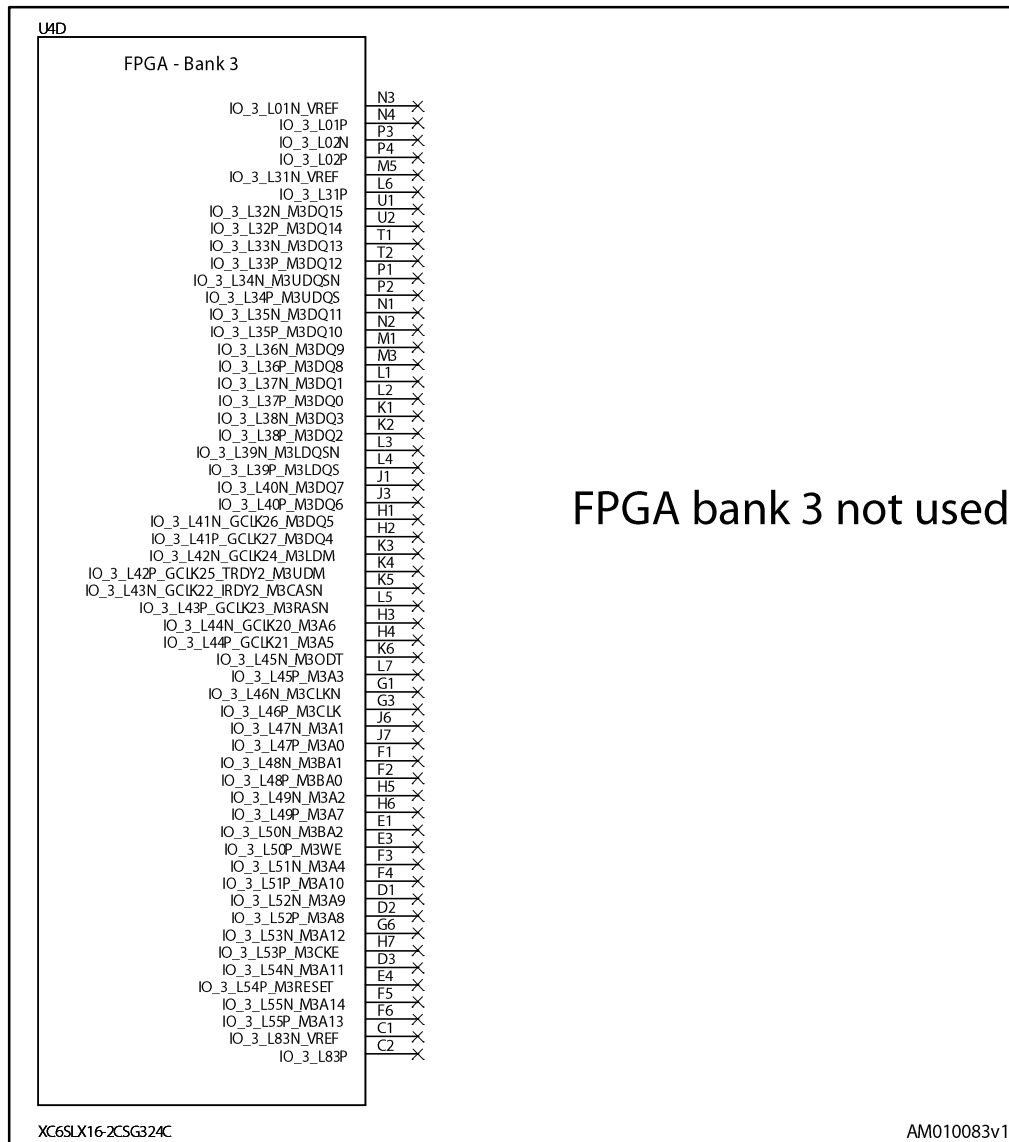 U4D
FPGA - Bank 3
IO_3_L01N_VREF N3
IO_3_L01P N4
IO_3_L02N P3
IO_3_L02P P4
IO_3_L31N_VREF M5
IO_3_L31P L6
IO_3_L32N_M3DQ15 U1
IO_3_L32P_M3DQ14 U2
IO_3_L33N_M3DQ13 T1
IO_3_L33P_M3DQ12 T2
IO_3_L34N_M3UDQSN P1
IO_3_L34P_M3UDQS P2
IO_3_L35N_M3DQ11 N1
IO_3_L35P_M3DQ10 N2
IO_3_L36N_M3DQ9 M1
IO_3_L36P_M3DQ8 M3
IO_3_L37N_M3DQ1 L1
IO_3_L37P_M3DQ0 L2
IO_3_L38N_M3DQ3 K1
IO_3_L38P_M3DQ2 K2
IO_3_L39N_M3LDQSN L3
IO_3_L39P_M3LDQS L4
IO_3_L40N_M3DQ7 J1
IO_3_L40P_M3DQ6 J3
IO_3_L41N_GCLK26_M3DQ5 H1
IO_3_L41P_GCLK27_M3DQ4 H2
IO_3_L42N_GCLK24_M3LDM K3
IO_3_L42P_GCLK25_TRDY2_M3UDM K4
IO_3_L43N_GCLK22_IRDY2_M3CASN K5
IO_3_L43P_GCLK23_M3RASN L5
IO_3_L44N_GCLK20_M3A6 H3
IO_3_L44P_GCLK21_M3A5 H4
IO_3_L45N_M3ODT K6
IO_3_L45P_M3A3 L7
IO_3_L46N_M3CLKN G1
IO_3_L46P_M3CLK G3
IO_3_L47N_M3A1 J6
IO_3_L47P_M3A0 J7
IO_3_L48N_M3BA1 F1
IO_3_L48P_M3BA0 F2
IO_3_L49N_M3A2 H5
IO_3_L49P_M3A7 H6
IO_3_L50N_M3BA2 E1
IO_3_L50P_M3WE E3
IO_3_L51N_M3A4 F3
IO_3_L51P_M3A10 F4
IO_3_L52N_M3A9 D1
IO_3_L52P_M3A8 D2
IO_3_L53N_M3A12 G6
IO_3_L53P_M3CKE H7
IO_3_L54N_M3A11 D3
IO_3_L54P_M3RESET E4
IO_3_L55N_M3A14 F5
IO_3_L55P_M3A13 F6
IO_3_L83N_VREF C1
IO_3_L83P C2
FPGA bank 3 not used
XC6SLX16-2CSG324C
AM010083v1